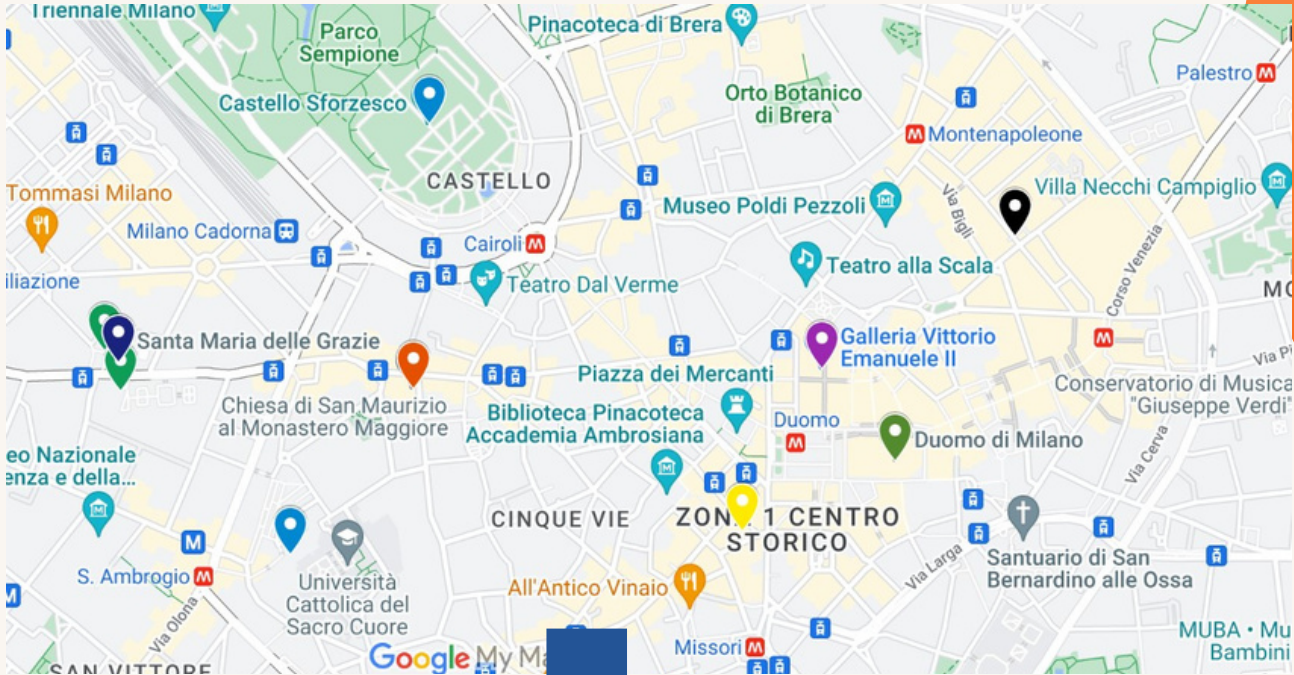 Triennale Milano
Pinacoteca di Brera
Parco
Sempione
Palestro M
Castello Sforzesco
Orto Botanico
di Brera
M Montenapoleone
CASTELLO
Tommasi Milano
Museo Poldi Pezzoli
Villa Necchi Campiglio
Via Bigli
Milano Cadorna
Cairoli M
Teatro alla Scala
Corso Venezia
iliazione
Teatro Dal Verme
MO
Santa Maria delle Grazie
Galleria Vittorio
Emanuele II
M
Via Pi
Piazza dei Mercanti
Conservatorio di Musica
"Giuseppe Verdi"
Chiesa di San Maurizio
al Monastero Maggiore
Biblioteca Pinacoteca
Accademia Ambrosiana
Duomo
M
Duomo di Milano
Via Cerva
eo Nazionale
enza e della...
CINQUE VIE
ZON 1 CENTRO
STORICO
M
S. Ambrogio M
Università
Cattolica del
Sacro Cuore
All'Antico Vinaio
Via Larga
Santuario di San
Bernardino alle Ossa
M
Via Olona
Missori M
MUBA • Mu
Bambini
Google My Ma
SAN VITTORE